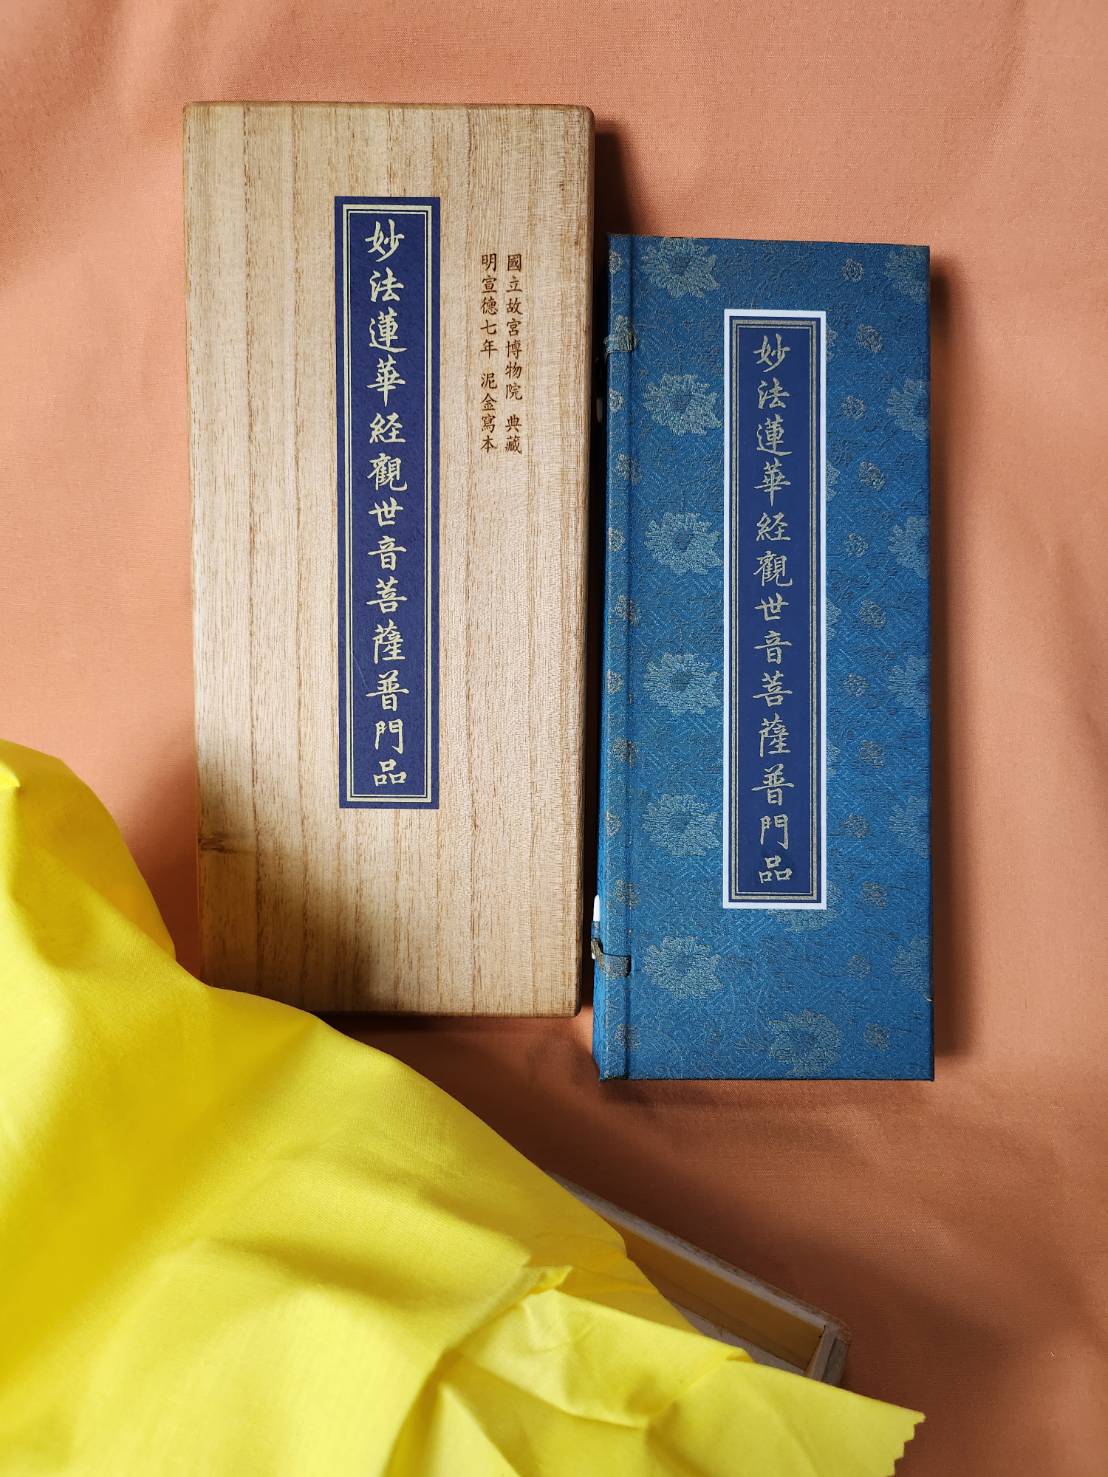 國立故宮博物院 典藏
明宣德七年 泥金寫本
妙法蓮華経觀世音菩薩普門品
妙法蓮華経觀世音菩薩普門品